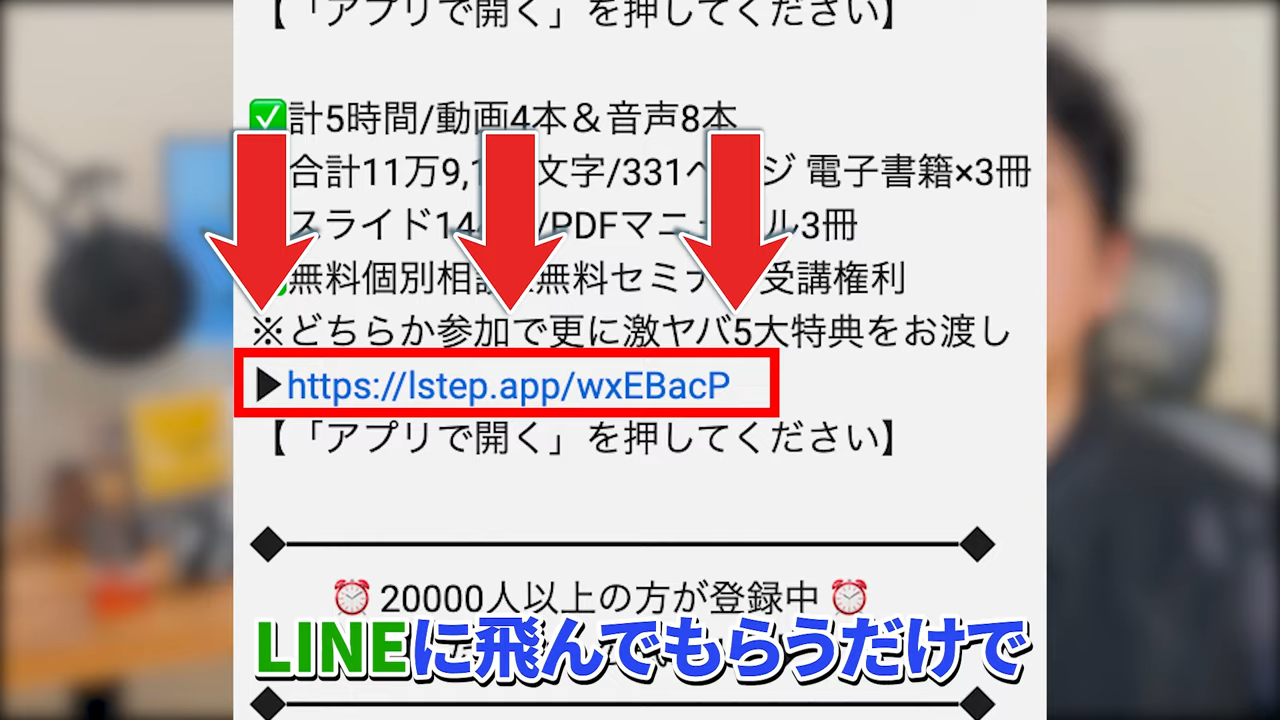 【「アプリで開く」を押してください】
✅計5時間/動画4本＆音声8本
合計11万9,1 文字/331ペ ジ 電子書籍×3冊
スライド14 /PDFマニュ ル3冊
無料個別相談 無料セミナ 受講権利
※どちらか参加で更に激ヤバ5大特典をお渡し
▶https://lstep.app/wxEBacP
【「アプリで開く」を押してください】
⏰ 20000人以上の方が登録中 ⏰
LINEに飛んでもらうだけで